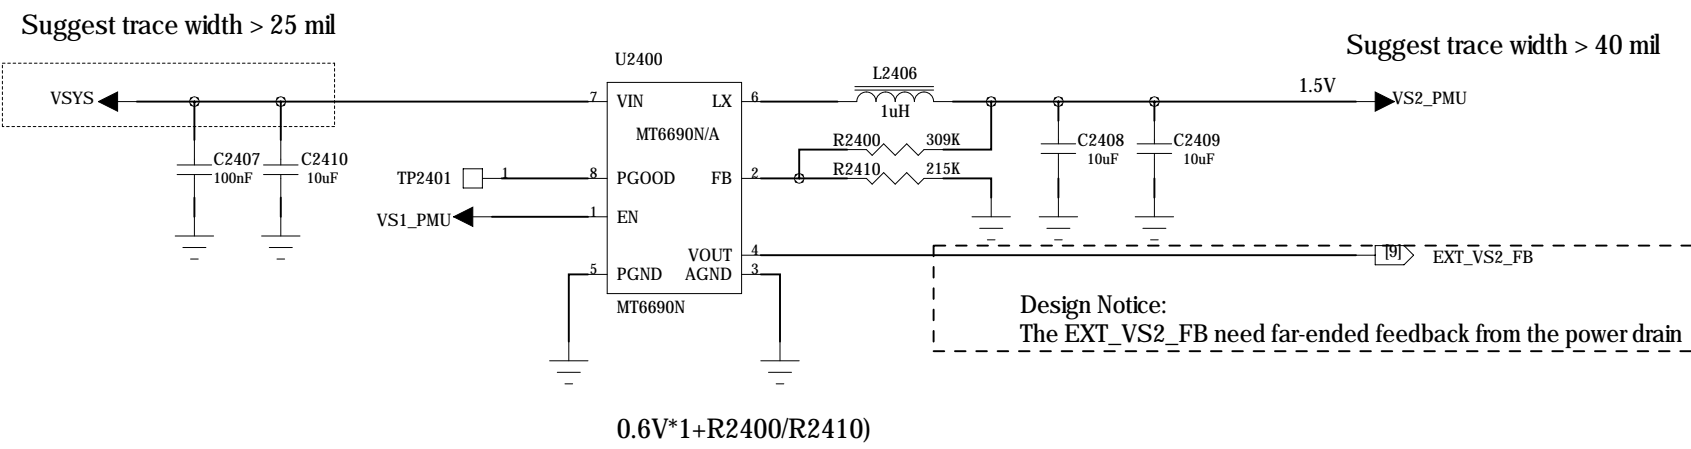 Suggest trace width > 25 mil
Suggest trace width > 40 mil
U2400
L2406
1.5V
VSYS
7
VIN
LX
6
1uH
VS2_PMU
MT6690N/A
R2400
309K
C2408
10uF
C2409
10uF
C2407
100nF
C2410
10uF
R2410
215K
TP2401
1
8
PGOOD
FB
2
VS1_PMU
1
EN
VOUT
4
[9]
EXT_VS2_FB
5
PGND
AGND
3
MT6690N
Design Notice:
The EXT_VS2_FB need far-ended feedback from the power drain
0.6V*1+R2400/R2410)